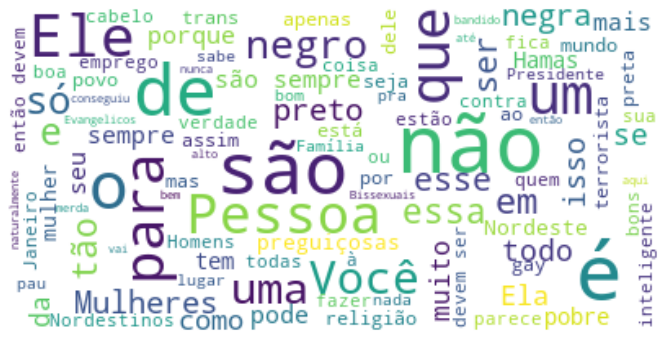 cabelo trans apenas dele bandido negra mais
Ele porque negro que até fica mundo
então devem emprego sabe coisa Hamas
boa povo nunca são sempre seja ser Presidente
só conseguiu de bom pra contra um preta
e Evangelicos verdade preto está estão não ao então se sua
sempre assim Família
naturalmente mulher seu o para alto mas são ou por esse quem isso terrorista bons aqui
Janeiro tão merda bem Pessoa Bissexuais essa em é inteligente
Homens preguiçosas Nordeste
vai tem todas à muito todo
pau lugar Você gay Ela
da Mulheres uma fazer nada devem ser parece pobre
Nordestinos como pode religião